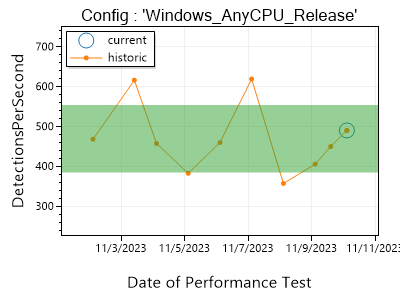 Config : 'Windows_AnyCPU_Release'
current
historic
DetectionsPerSecond
700
600
500
400
300
11/3/2023 11/5/2023 11/7/2023 11/9/2023 11/11/2023
Date of Performance Test